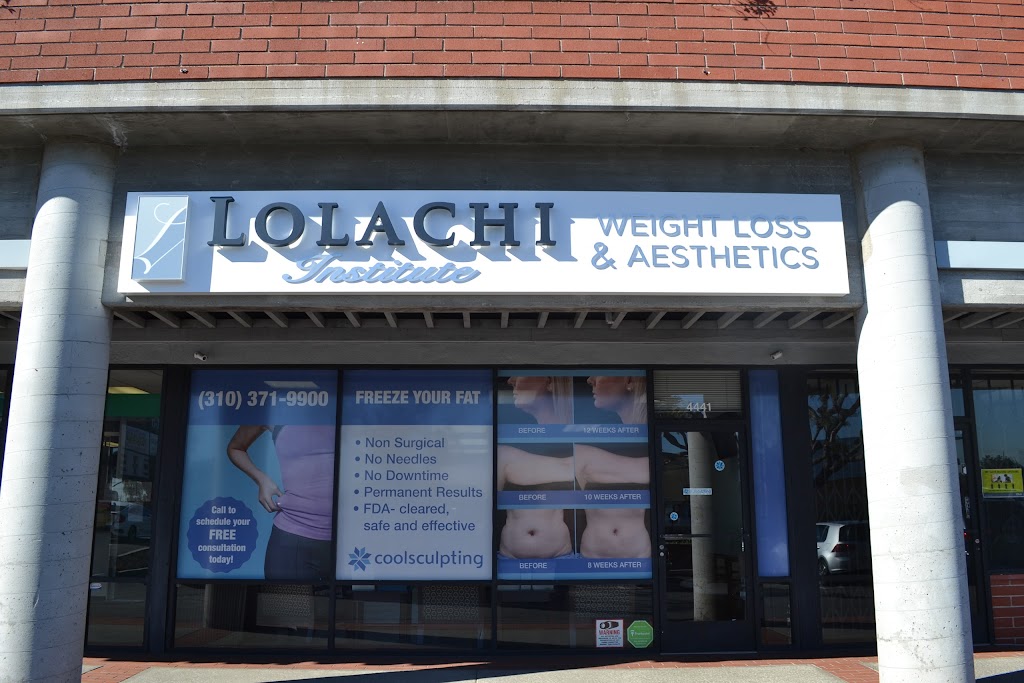 LOLACHI
Institute
WEIGHT LOSS
& AESTHETICS
(310) 371-9900
Call to
schedule your
FREE
consultation
today!
FREEZE YOUR FAT
• Non Surgical
• No Needles
• No Downtime
• Permanent Results
• FDA- cleared,
safe and effective
coolsculpting
BEFORE
12 WEEKS AFTER
BEFORE
10 WEEKS AFTER
BEFORE
8 WEEKS AFTER
4441
WARNING